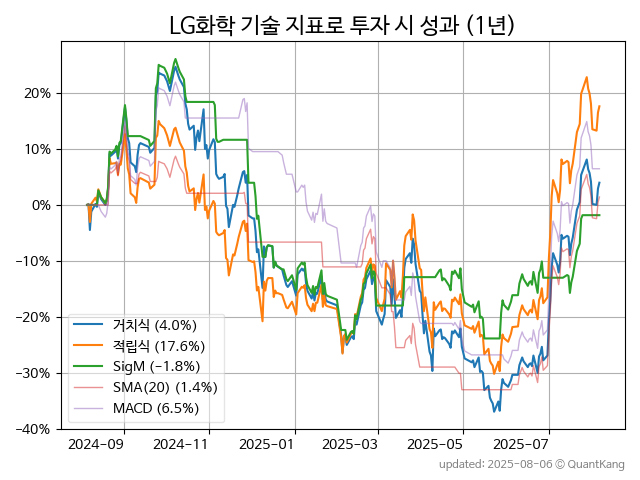 LG화학 기술 지표로 투자 시 성과 (1년)
20%
10%
0%
−10%
−20%
−30%
−40%
거치식 (4.0%)
적립식 (17.6%)
SigM (−1.8%)
SMA(20) (1.4%)
MACD (6.5%)
2024−09
2024−11
2025−01
2025−03
2025−05
2025−07
updated: 2025−08−06 ⓒ QuantKang